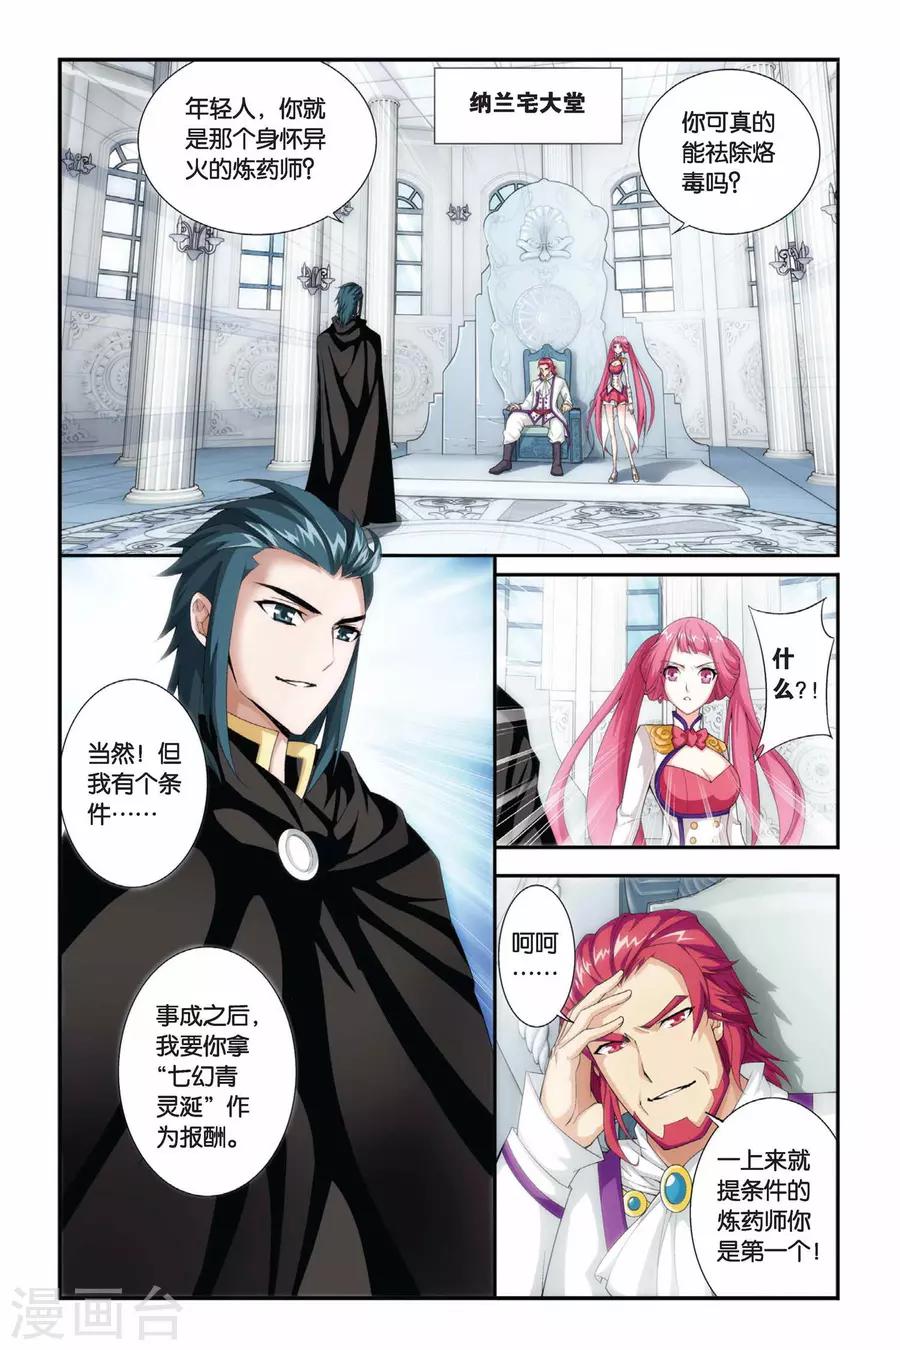 纳兰宅大堂
年轻人，你就
是那个身怀异
火的炼药师？
你可真的
能祛除烙
毒吗？
当然！但
我有个条
件……
事成之后，
我要你拿
“七幻青
灵涎”作
为报酬。
什
么?!
呵呵
……
一上来就
提条件的
炼药师你
是第一个！
漫画台